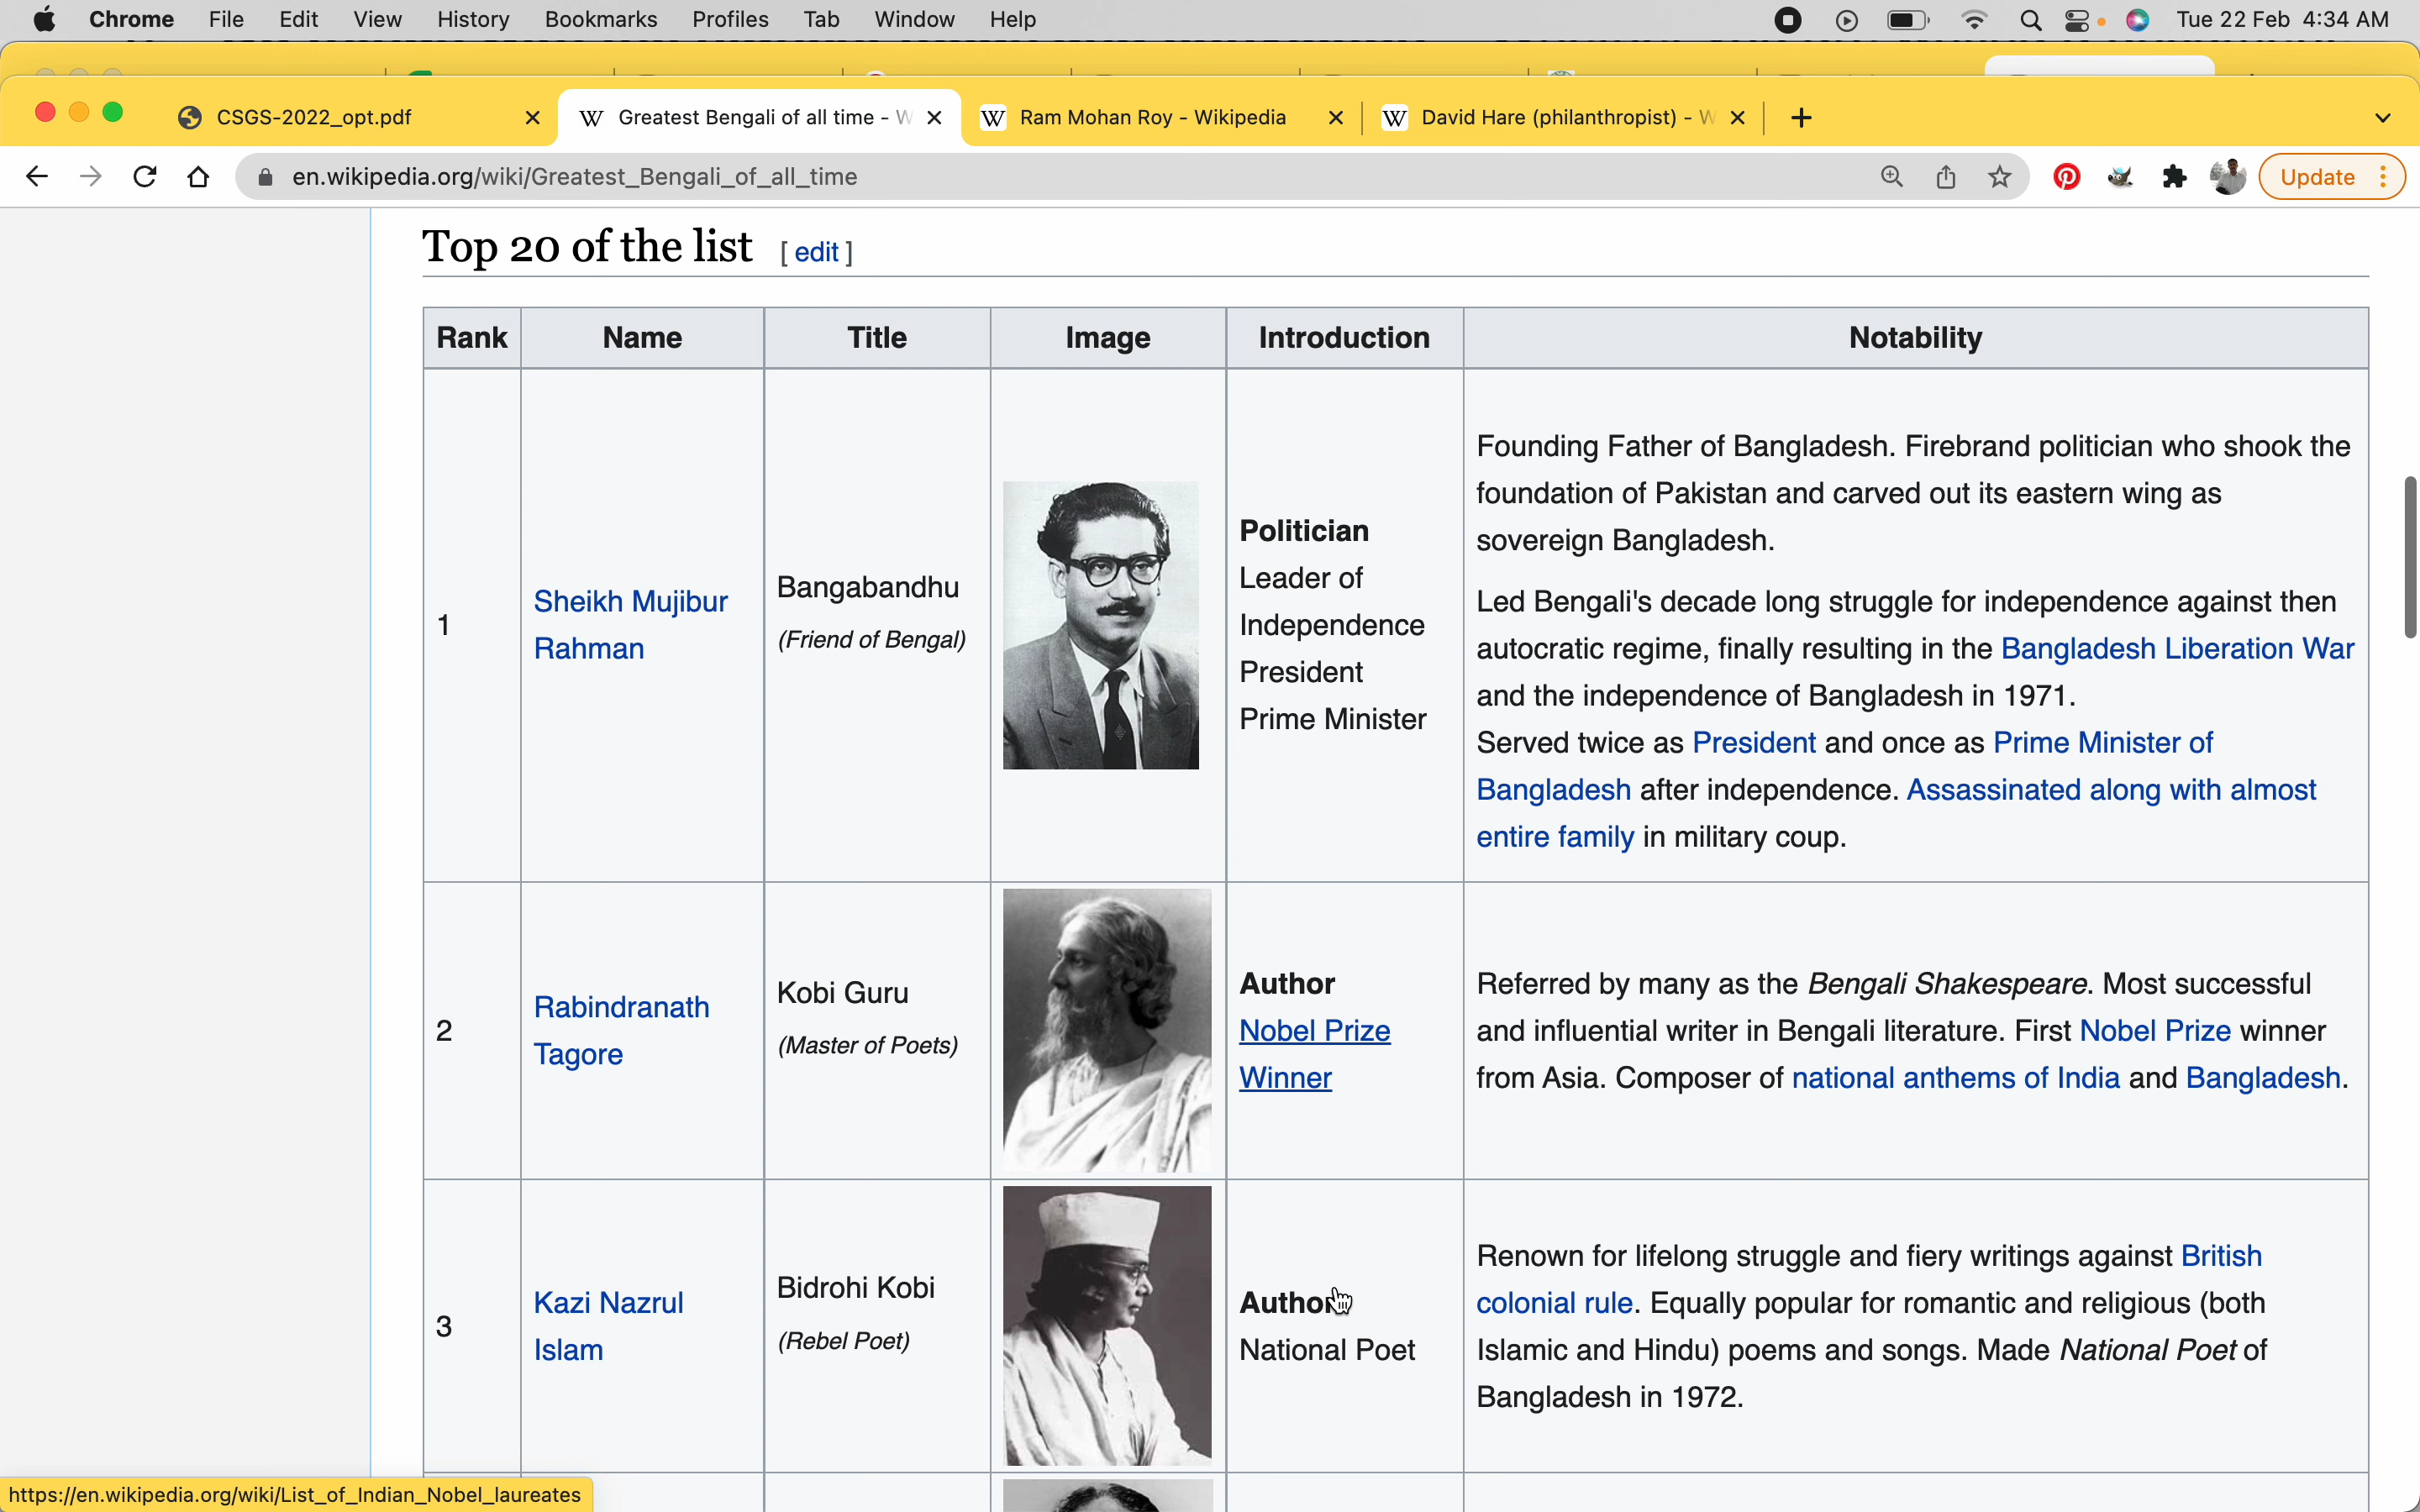 Chrome File Edit View History Bookmarks Profiles Tab Window Help Tue 22 Feb 4:34 AM
CSGS-2022_opt.pdf Greatest Bengali of all time - W Ram Mohan Roy - Wikipedia David Hare (philanthropist) - W
en.wikipedia.org/wiki/Greatest_Bengali_of_all_time Update
Top 20 of the list [ edit ]
Rank Name Title Image Introduction Notability
1
Sheikh Mujibur
Rahman
Bangabandhu
(Friend of Bengal)
Politician
Leader of
Independence
President
Prime Minister
Founding Father of Bangladesh. Firebrand politician who shook the
foundation of Pakistan and carved out its eastern wing as
sovereign Bangladesh.
Led Bengali's decade long struggle for independence against then
autocratic regime, finally resulting in the Bangladesh Liberation War
and the independence of Bangladesh in 1971.
Served twice as President and once as Prime Minister of
Bangladesh after independence. Assassinated along with almost
entire family in military coup.
2
Rabindranath
Tagore
Kobi Guru
(Master of Poets)
Author
Nobel Prize
Winner
Referred by many as the Bengali Shakespeare. Most successful
and influential writer in Bengali literature. First Nobel Prize winner
from Asia. Composer of national anthems of India and Bangladesh.
3
Kazi Nazrul
Islam
Bidrohi Kobi
(Rebel Poet)
Author
National Poet
Renown for lifelong struggle and fiery writings against British
colonial rule. Equally popular for romantic and religious (both
Islamic and Hindu) poems and songs. Made National Poet of
Bangladesh in 1972.
https://en.wikipedia.org/wiki/List_of_Indian_Nobel_laureates